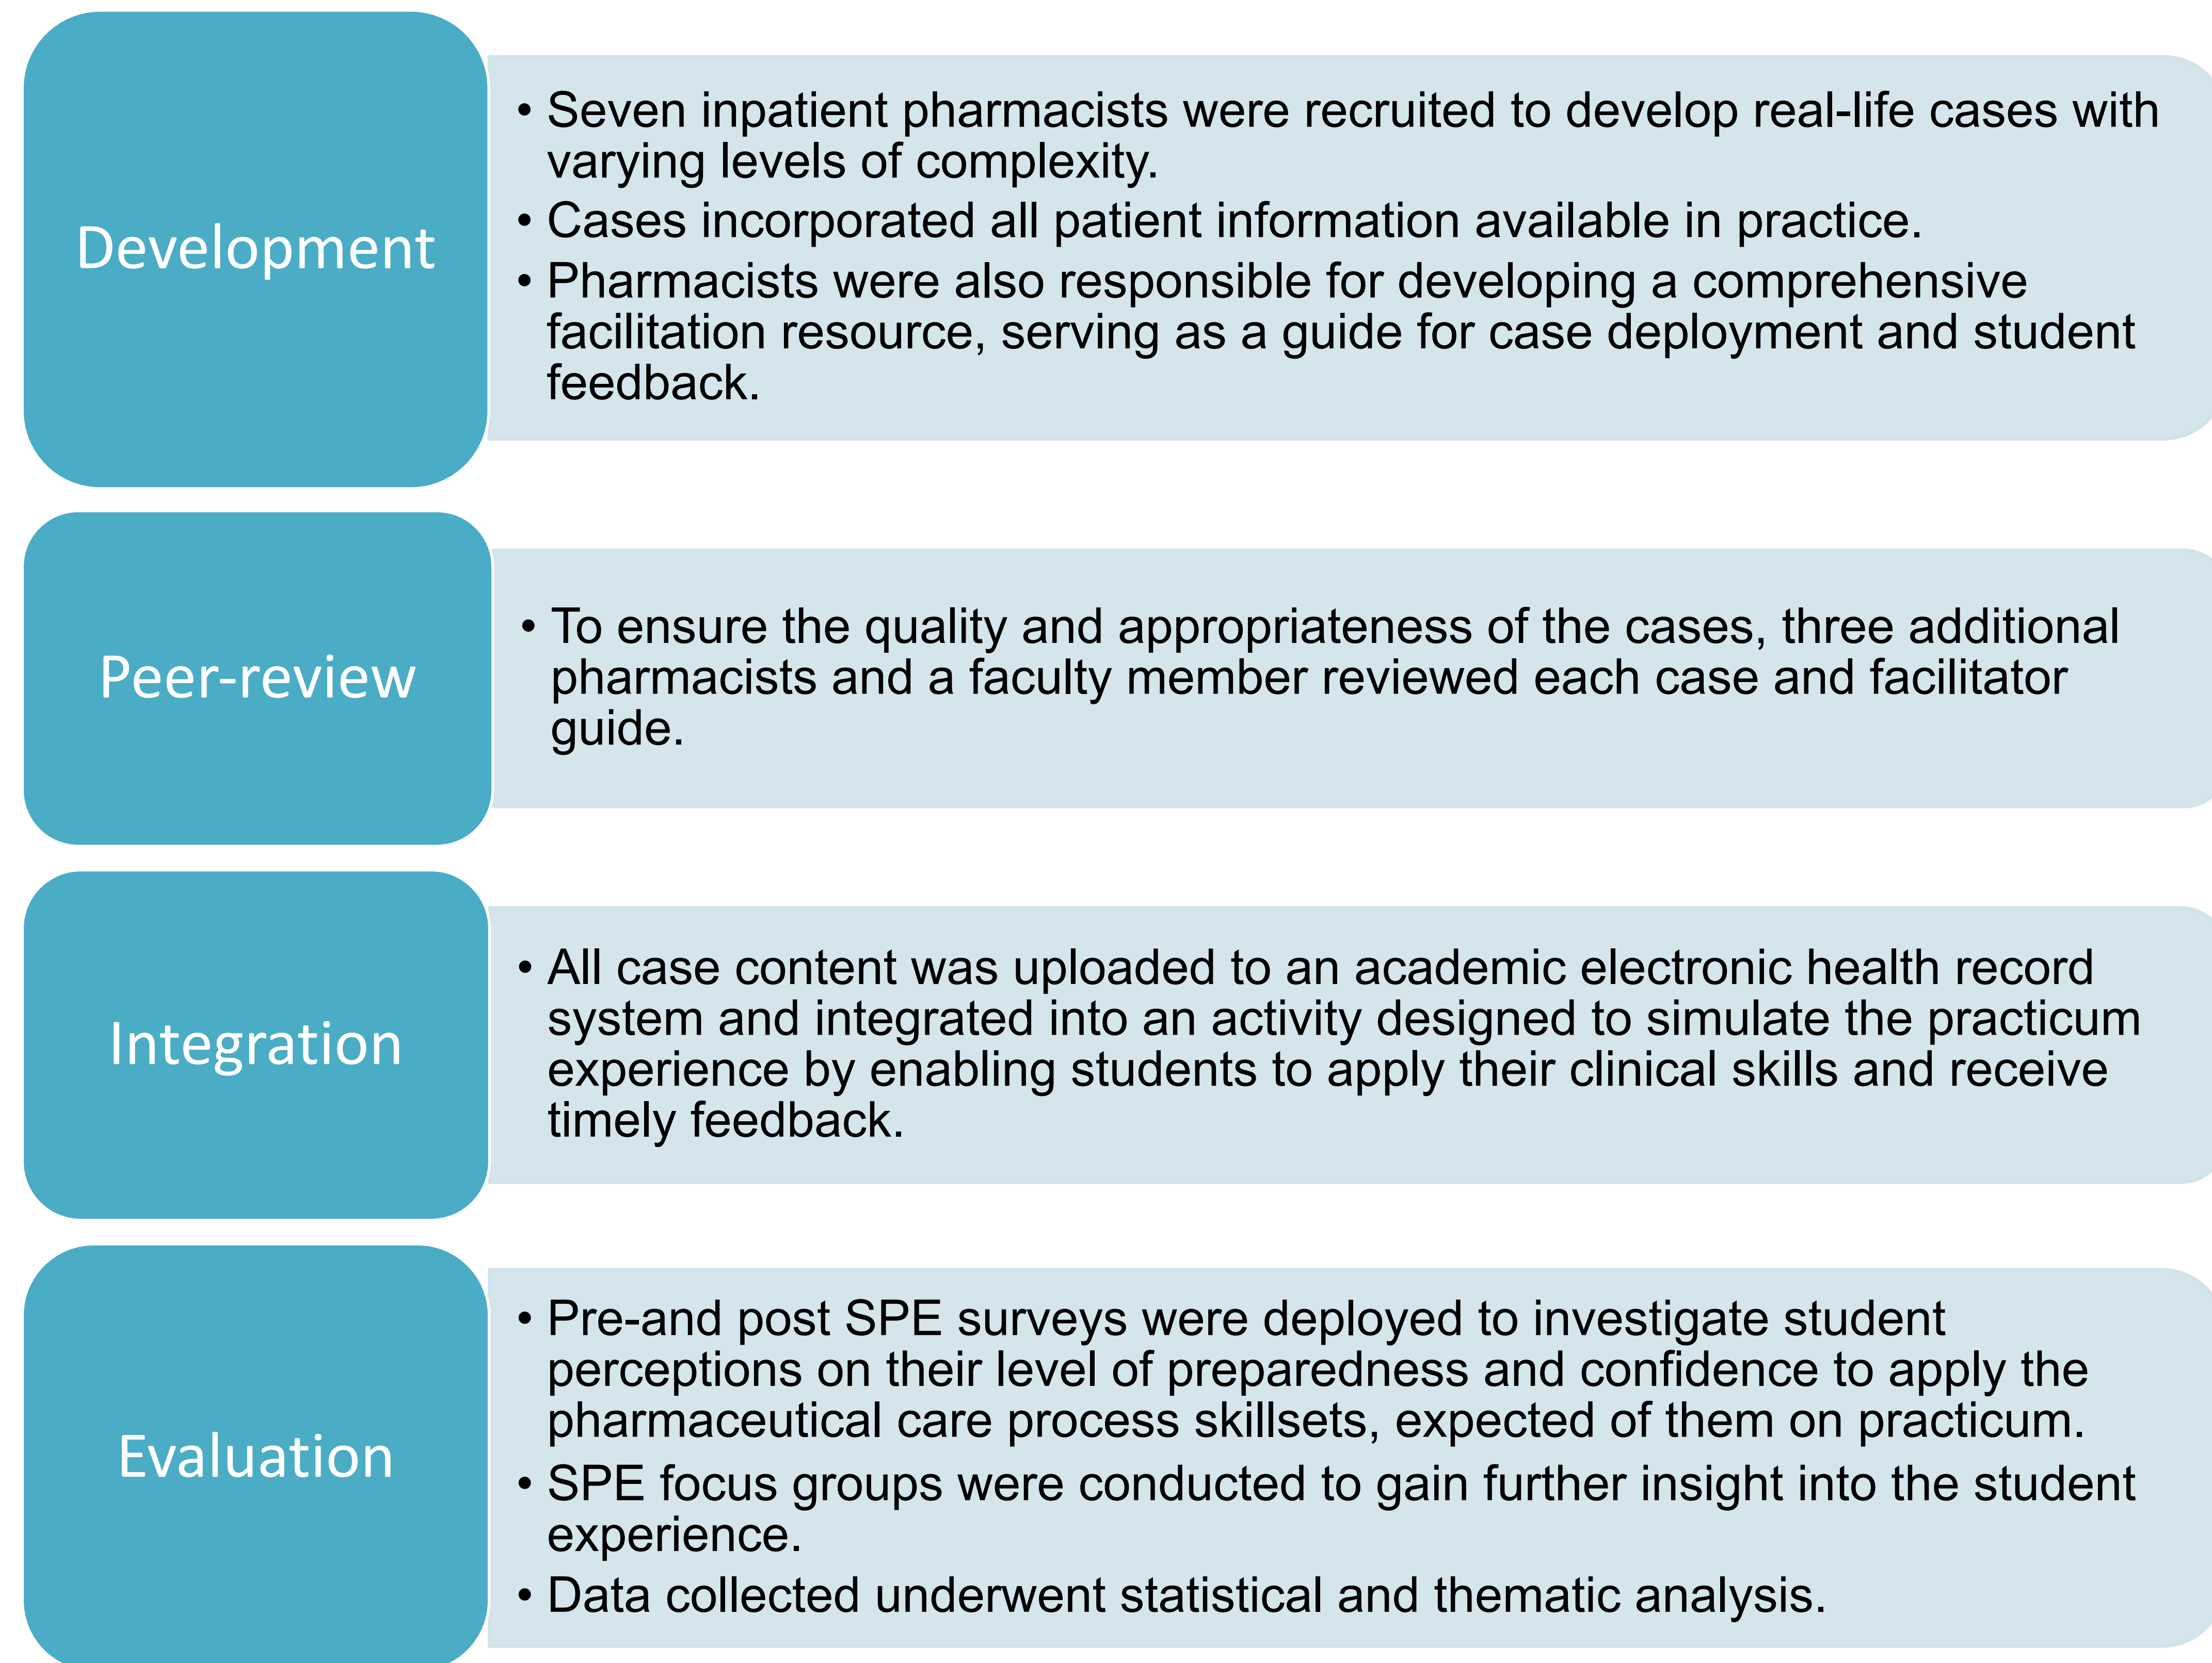 Development
• Seven inpatient pharmacists were recruited to develop real-life cases with
varying levels of complexity.
• Cases incorporated all patient information available in practice.
• Pharmacists were also responsible for developing a comprehensive
facilitation resource, serving as a guide for case deployment and student
feedback.
Peer-review
• To ensure the quality and appropriateness of the cases, three additional
pharmacists and a faculty member reviewed each case and facilitator
guide.
Integration
• All case content was uploaded to an academic electronic health record
system and integrated into an activity designed to simulate the practicum
experience by enabling students to apply their clinical skills and receive
timely feedback.
Evaluation
• Pre-and post SPE surveys were deployed to investigate student
perceptions on their level of preparedness and confidence to apply the
pharmaceutical care process skillsets, expected of them on practicum.
• SPE focus groups were conducted to gain further insight into the student
experience.
• Data collected underwent statistical and thematic analysis.